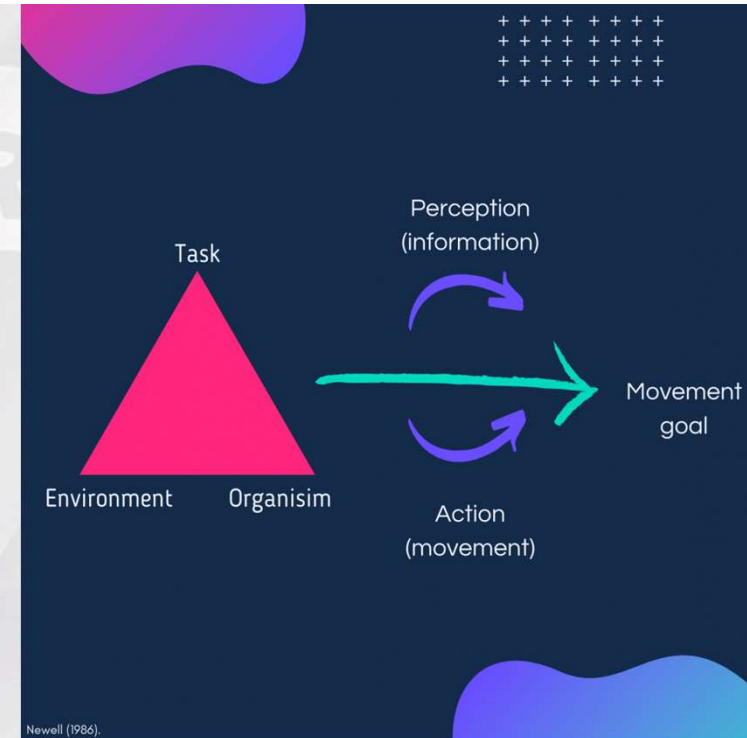 Perception
(information)
Task
Movement
goal
Environment
Organisim
Action
(movement)
Newell (1986).